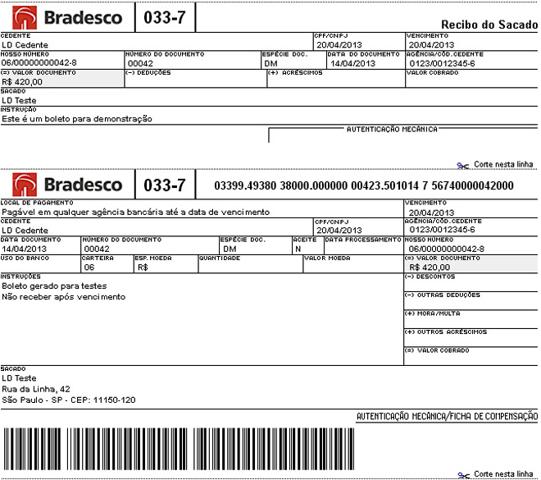 Bradesco 033-7 Recibo do Sacado
CEDENTE CPF/CNPJ VENCIMENTO
LD Cedente 20/04/2013 20/04/2013
NOSSO NÚMERO NÚMERO DO DOCUMENTO ESPÉCIE DOC. DATA DO DOCUMENTO AGÊNCIA/CÓD.CEDENTE
06/00000000042-8 00042 DM 14/04/2013 0123/0012345-6
(=) VALOR DOCUMENTO (-) DEDUÇÕES (+) ACRÉSCIMOS VALOR COBRADO
R$ 420,00
SACADO
LD Teste
INSTRUÇÃO
Este é um boleto para demonstração
AUTENTICAÇÃO MECÂNICA
Corte nesta linha
Bradesco 033-7 03399.49380 38000.000000 00423.501014 7 56740000042000
LOCAL DE PAGAMENTO VENCIMENTO
Pagável em qualquer agência bancária até a data de vencimento 20/04/2013
CEDENTE CPF/CNPJ AGÊNCIA/CÓD.CEDENTE
LD Cedente 20/04/2013 0123/0012345-6
DATA DOCUMENTO NÚMERO DO DOCUMENTO ESPÉCIE DOC. ACEITE DATA PROCESSAMENTO NOSSO NÚMERO
14/04/2013 00042 DM N 06/00000000042-8
USO DO BANCO CARTEIRA ESP. MOEDA QUANTIDADE VALOR MOEDA (=) VALOR DOCUMENTO
06 R$ R$ 420,00
INSTRUÇÕES (-) DESCONTOS
Boleto gerado para testes
Não receber após vencimento
(-) OUTRAS DEDUÇÕES
(+) MORA/MULTA
(+) OUTROS ACRÉSCIMOS
(=) VALOR COBRADO
SACADO
LD Teste
Rua da Linha, 42
São Paulo - SP - CEP: 11150-120
AUTENTICAÇÃO MECÂNICA/FICHA DE COMPENSAÇÃO
Corte nesta linha